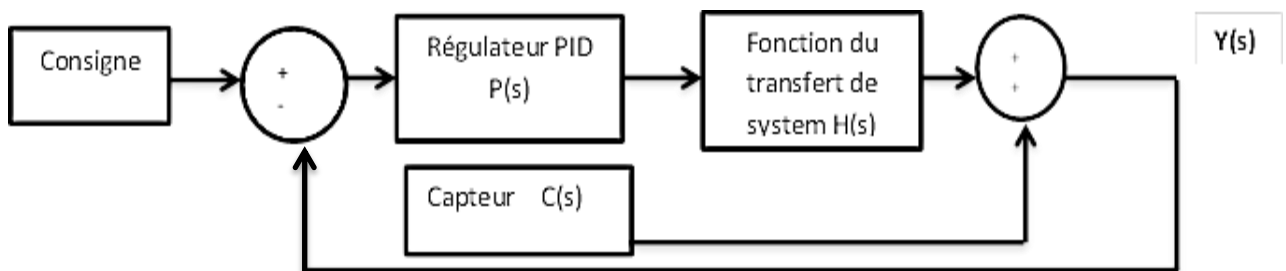 Consigne
+
-
Régulateur PID
P(s)
Fonction du
transfert de
system H(s)
+
+
Y(s)
Capteur C(s)